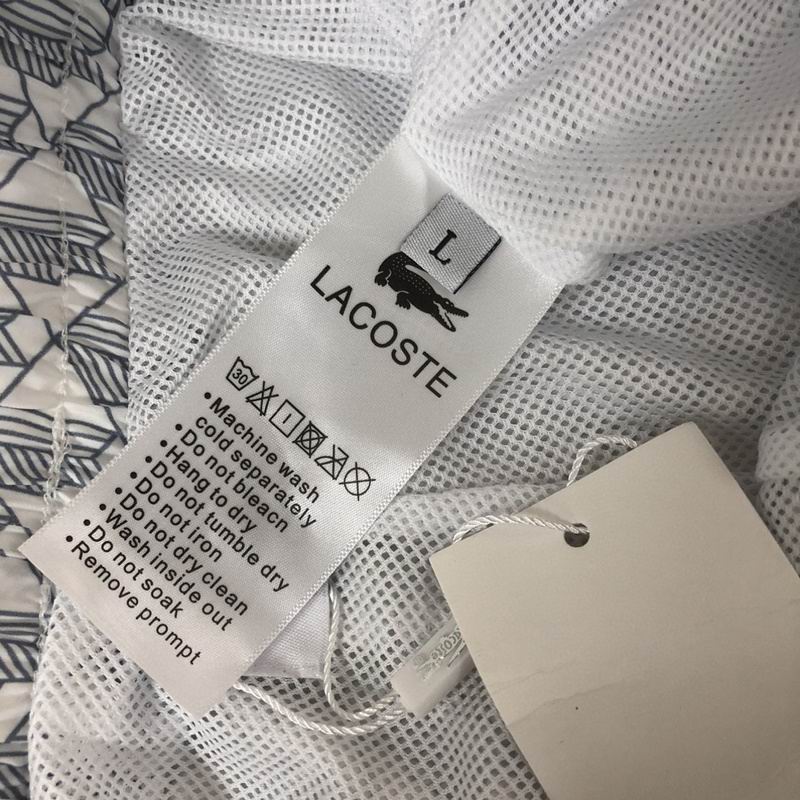 L
LACOSTE
30
•Machine wash
cold separately
•Do not bleacn
•Hang to dry
•Do not tumble dry
•Do not iron
•Do not dry clean
•Wash inside out
•Do not soak
•Remove prompt